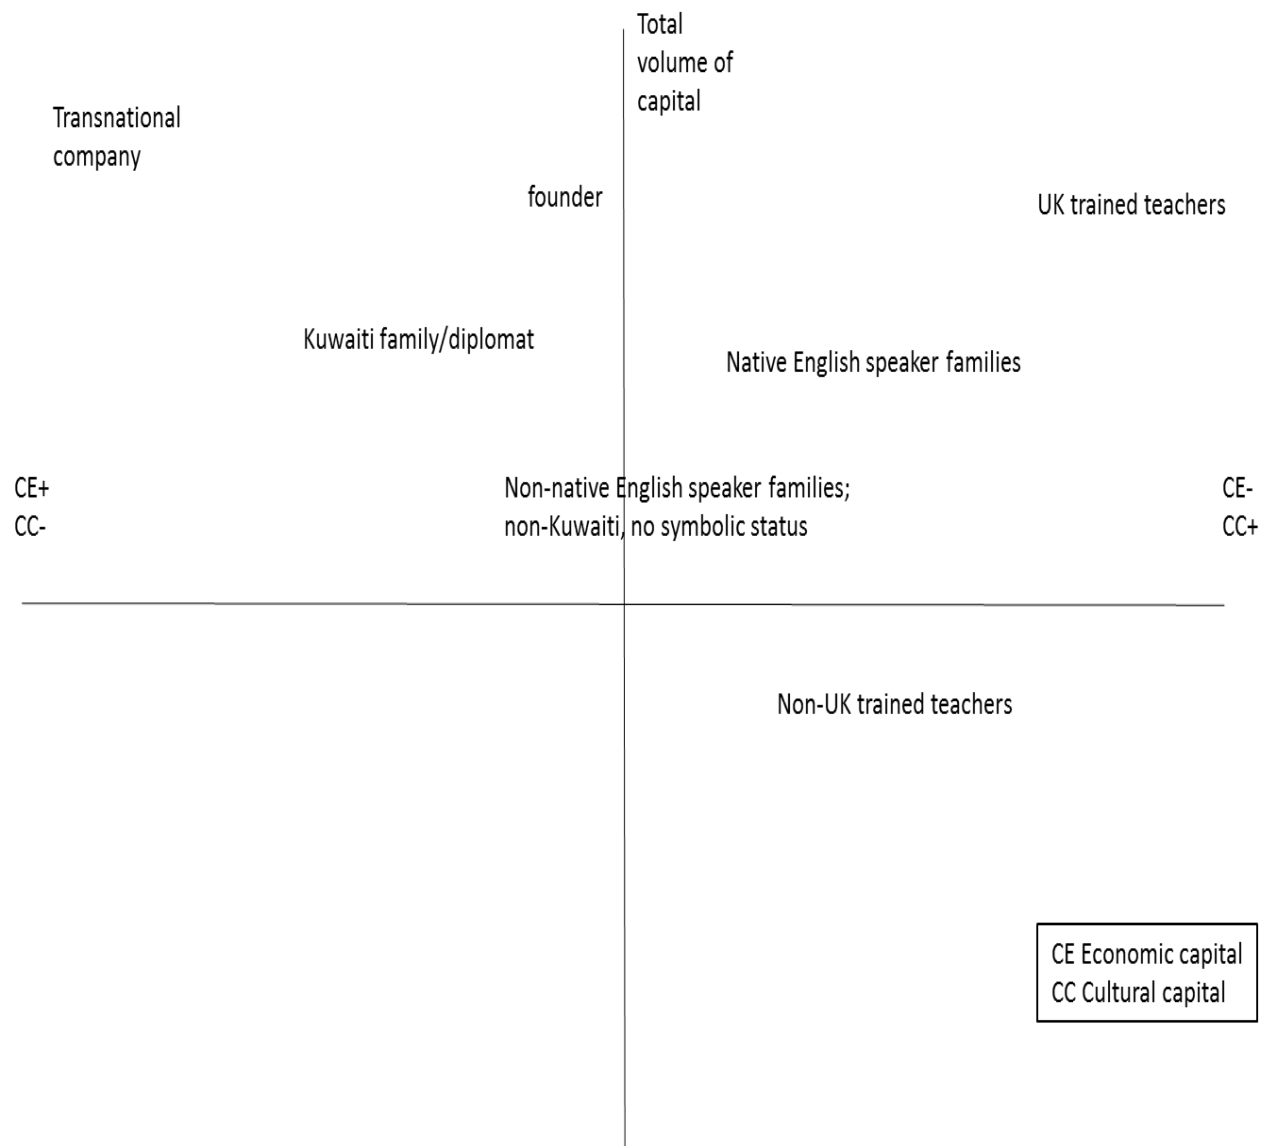 Total
volume of
capital
Transnational
company
founder
UK trained teachers
Kuwaiti family/diplomat
Native English speaker families
CE+
CC-
Non-native English speaker families;
non-Kuwaiti, no symbolic status
CE-
CC+
Non-UK trained teachers
CE Economic capital
CC Cultural capital